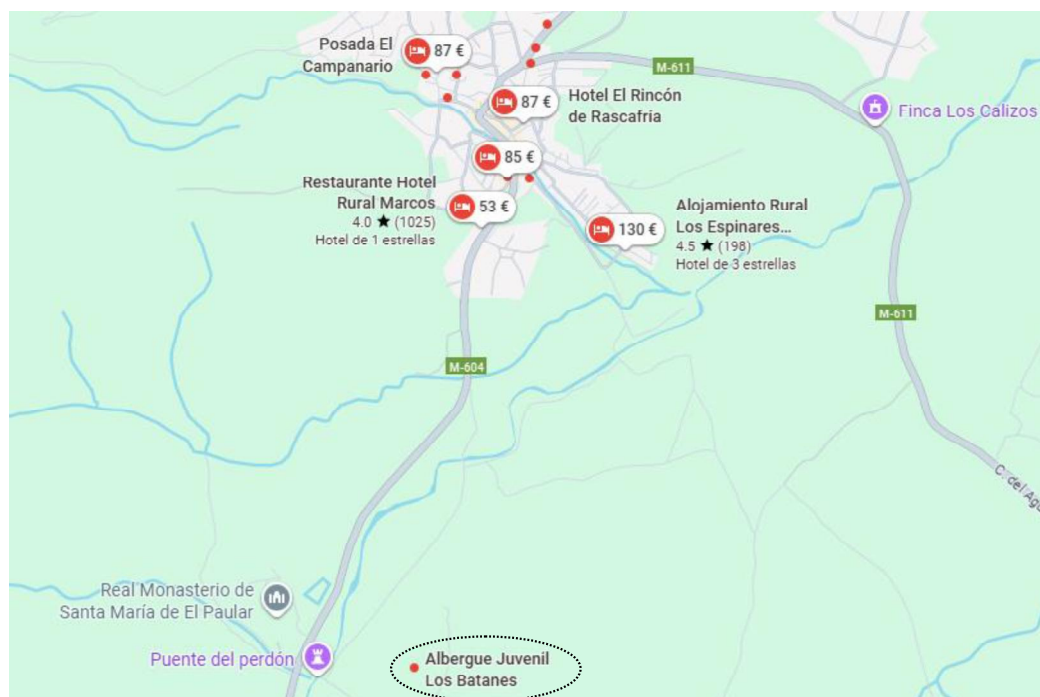 Posada El
Campanario
87 €
M-611
87 €
Hotel El Rincón
de Rascafria
Finca Los Calizos
85 €
Restaurante Hotel
Rural Marcos
4.0 ★ (1025)
Hotel de 1 estrellas
53 €
130 €
Alojamiento Rural
Los Espinares...
4.5 ★ (198)
Hotel de 3 estrellas
M-611
M-604
C. del Agu
Real Monasterio de
Santa María de El Paular
Puente del perdón
Albergue Juvenil
Los Batanes